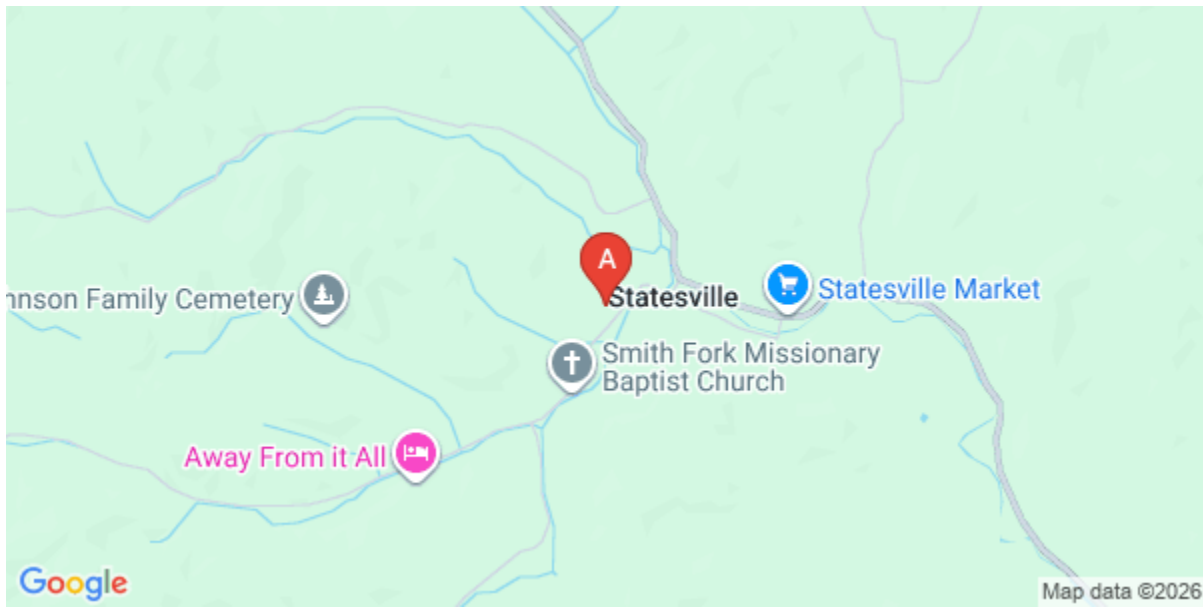 A
Statesville
Statesville Market
nnson Family Cemetery
Smith Fork Missionary
Baptist Church
Away From it All
Google
Map data ©2026